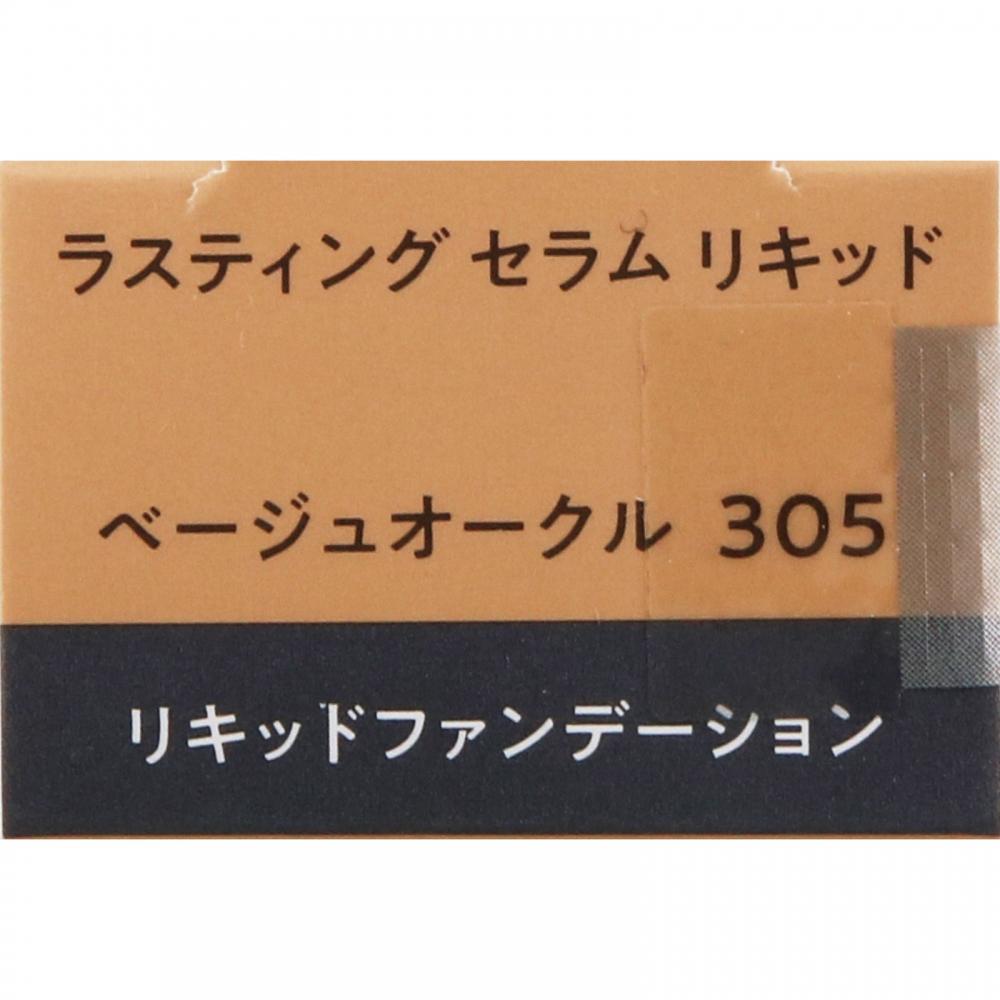 ラスティング セラム リキッド
ベージュオークル 305
リキッドファンデーション